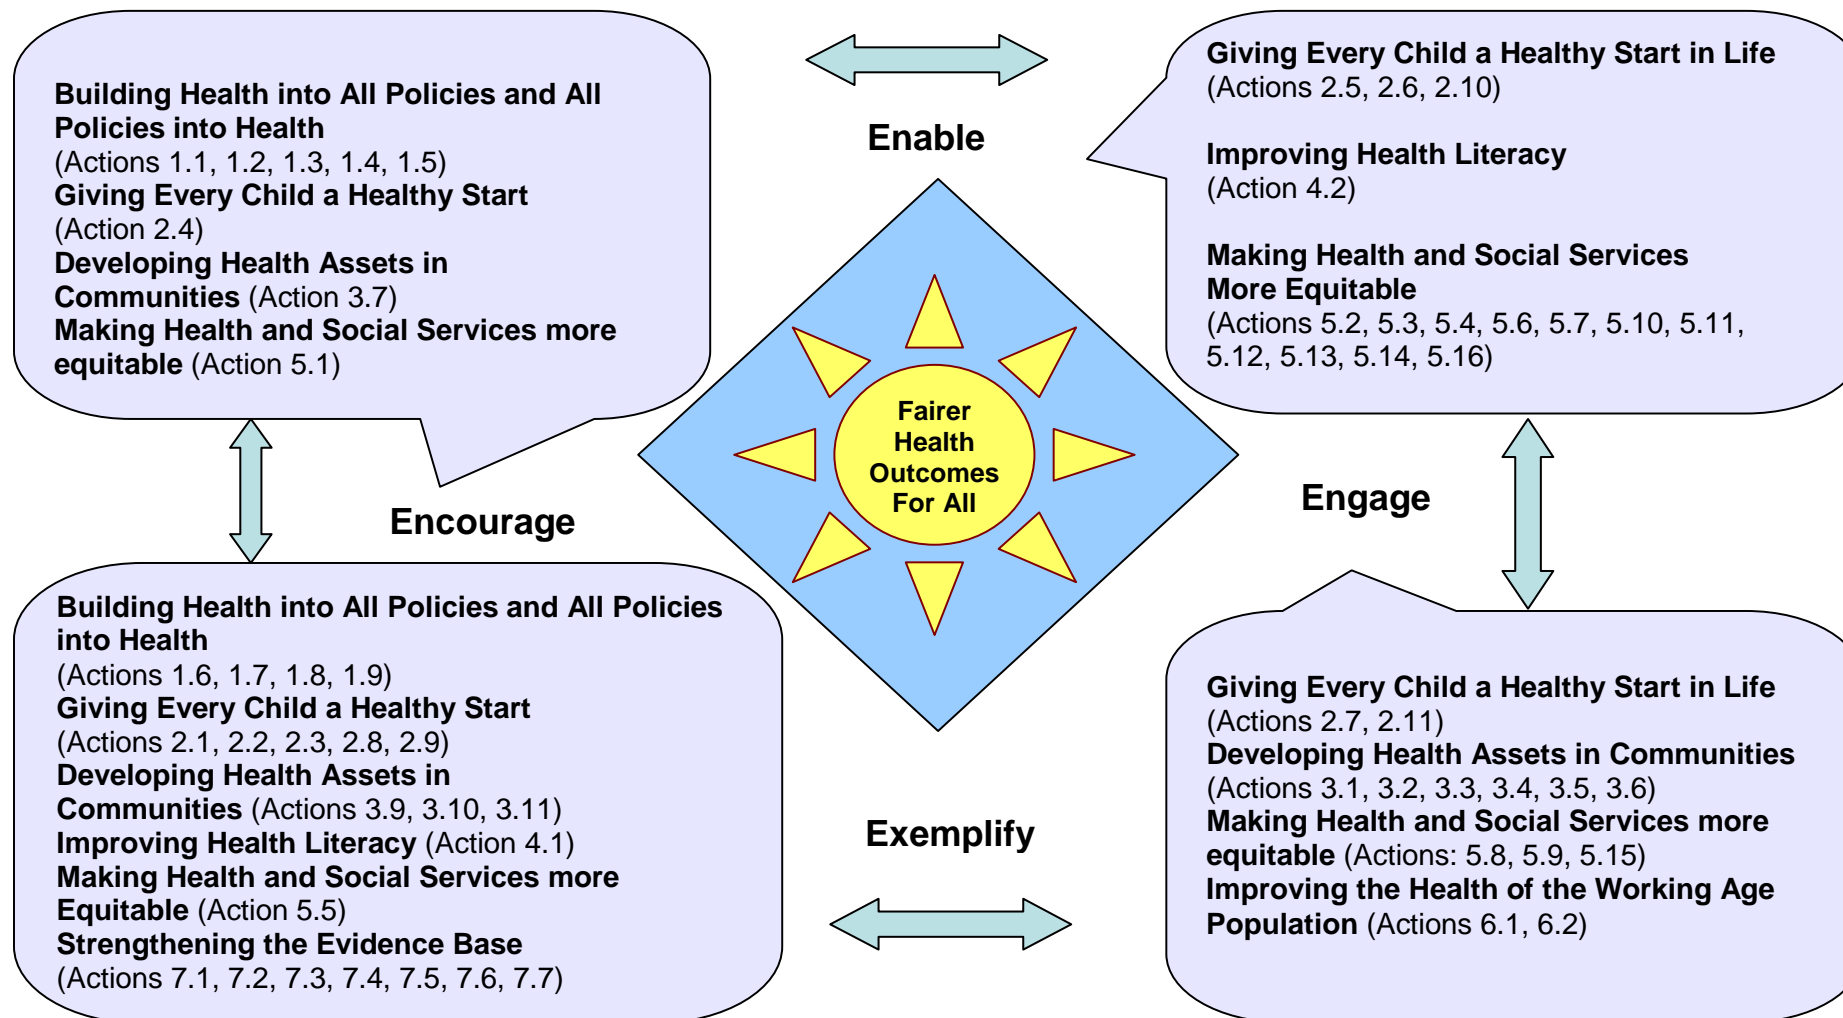 Building Health into All Policies and All
Policies into Health
(Actions 1.1, 1.2, 1.3, 1.4, 1.5)
Giving Every Child a Healthy Start
(Action 2.4)
Developing Health Assets in
Communities (Action 3.7)
Making Health and Social Services more
equitable (Action 5.1)
Enable
Giving Every Child a Healthy Start in Life
(Actions 2.5, 2.6, 2.10)
Improving Health Literacy
(Action 4.2)
Making Health and Social Services
More Equitable
(Actions 5.2, 5.3, 5.4, 5.6, 5.7, 5.10, 5.11,
5.12, 5.13, 5.14, 5.16)
Fairer
Health
Outcomes
For All
Encourage
Engage
Building Health into All Policies and All Policies
into Health
(Actions 1.6, 1.7, 1.8, 1.9)
Giving Every Child a Healthy Start
(Actions 2.1, 2.2, 2.3, 2.8, 2.9)
Developing Health Assets in
Communities (Actions 3.9, 3.10, 3.11)
Improving Health Literacy (Action 4.1)
Making Health and Social Services more
Equitable (Action 5.5)
Strengthening the Evidence Base
(Actions 7.1, 7.2, 7.3, 7.4, 7.5, 7.6, 7.7)
Exemplify
Giving Every Child a Healthy Start in Life
(Actions 2.7, 2.11)
Developing Health Assets in Communities
(Actions 3.1, 3.2, 3.3, 3.4, 3.5, 3.6)
Making Health and Social Services more
equitable (Actions: 5.8, 5.9, 5.15)
Improving the Health of the Working Age
Population (Actions 6.1, 6.2)